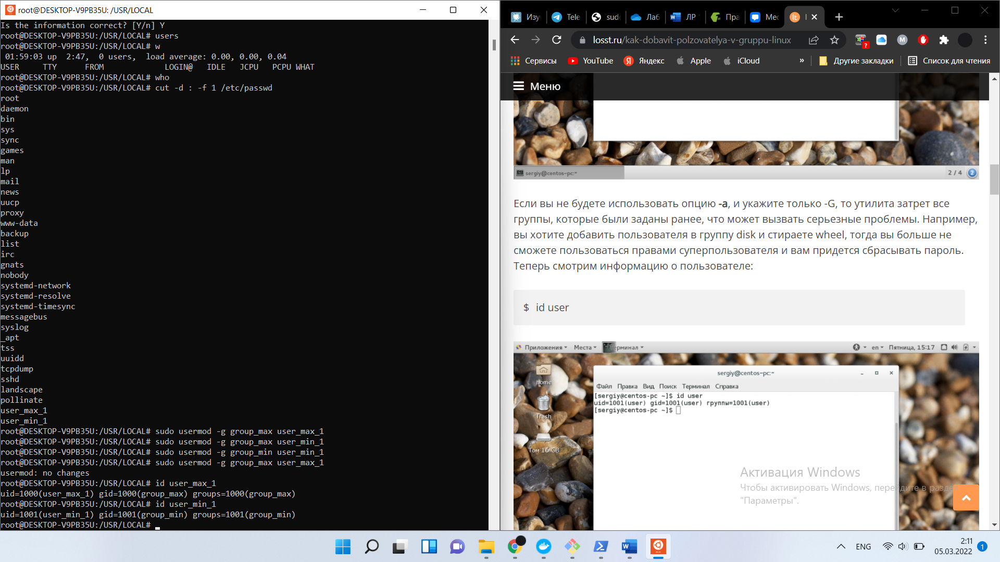 root@DESKTOP-V9PB35U: /USR/LOCAL
Is the information correct? [Y/n] Y
root@DESKTOP-V9PB35U:/USR/LOCAL# users
root@DESKTOP-V9PB35U:/USR/LOCAL# w
01:59:03 up  2:47,  0 users,  load average: 0.00, 0.00, 0.04
USER     TTY      FROM             LOGIN@   IDLE   JCPU   PCPU WHAT
root@DESKTOP-V9PB35U:/USR/LOCAL# who
root@DESKTOP-V9PB35U:/USR/LOCAL# cut -d : -f 1 /etc/passwd
root
daemon
bin
sys
sync
games
man
lp
mail
news
uucp
proxy
www-data
backup
list
irc
gnats
nobody
systemd-network
systemd-resolve
systemd-timesync
messagebus
syslog
_apt
tss
uuidd
tcpdump
sshd
landscape
pollinate
user_max_1
user_min_1
root@DESKTOP-V9PB35U:/USR/LOCAL# sudo usermod -g group_max user_max_1
root@DESKTOP-V9PB35U:/USR/LOCAL# sudo usermod -g group_max user_min_1
root@DESKTOP-V9PB35U:/USR/LOCAL# sudo usermod -g group_min user_min_1
root@DESKTOP-V9PB35U:/USR/LOCAL# sudo usermod -g group_max user_max_1
usermod: no changes
root@DESKTOP-V9PB35U:/USR/LOCAL# id user_max_1
uid=1000(user_max_1) gid=1000(group_max) groups=1000(group_max)
root@DESKTOP-V9PB35U:/USR/LOCAL# id user_min_1
uid=1001(user_min_1) gid=1001(group_min) groups=1001(group_min)
root@DESKTOP-V9PB35U:/USR/LOCAL#
Изу Tele sud Лаб ЛР Пра Мес
losst.ru/kak-dobavit-polzovatelya-v-gruppu-linux
Сервисы YouTube Яндекс Apple iCloud » Другие закладки Список для чтения
Меню
sergiy@centos-pc:~ 2 / 4 2
Если вы не будете использовать опцию -a, и укажите только -G, то утилита затрет все
группы, которые были заданы ранее, что может вызвать серьезные проблемы. Например,
вы хотите добавить пользователя в группу disk и стираете wheel, тогда вы больше не
сможете пользоваться правами суперпользователя и вам придется сбрасывать пароль.
Теперь смотрим информацию о пользователе:
$ id user
Приложения Места Терминал en Пятница, 15:17
sergiy@centos-pc:~
Файл Правка Вид Поиск Терминал Справка
[sergiy@centos-pc ~]$ id user
uid=1001(user) gid=1001(user) группы=1001(user)
[sergiy@centos-pc ~]$
Home
Trash
Том 16 GB
Активация Windows
Чтобы активировать Windows, перейдите в раздел
"Параметры".
ENG 2:11
05.03.2022 1